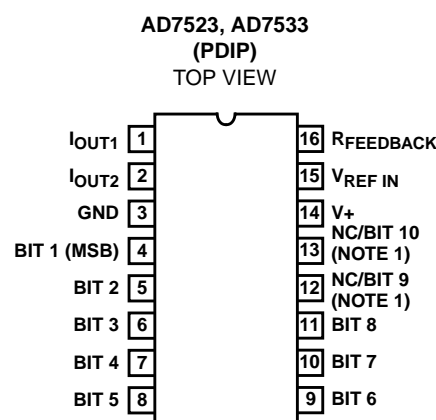 AD7523, AD7533
(PDIP)
TOP VIEW
IOUT1 1
IOUT2 2
GND 3
BIT 1 (MSB) 4
BIT 2 5
BIT 3 6
BIT 4 7
BIT 5 8
16 RFEEDBACK
15 VREF IN
14 V+
13 NC/BIT 10
(NOTE 1)
12 NC/BIT 9
(NOTE 1)
11 BIT 8
10 BIT 7
9 BIT 6